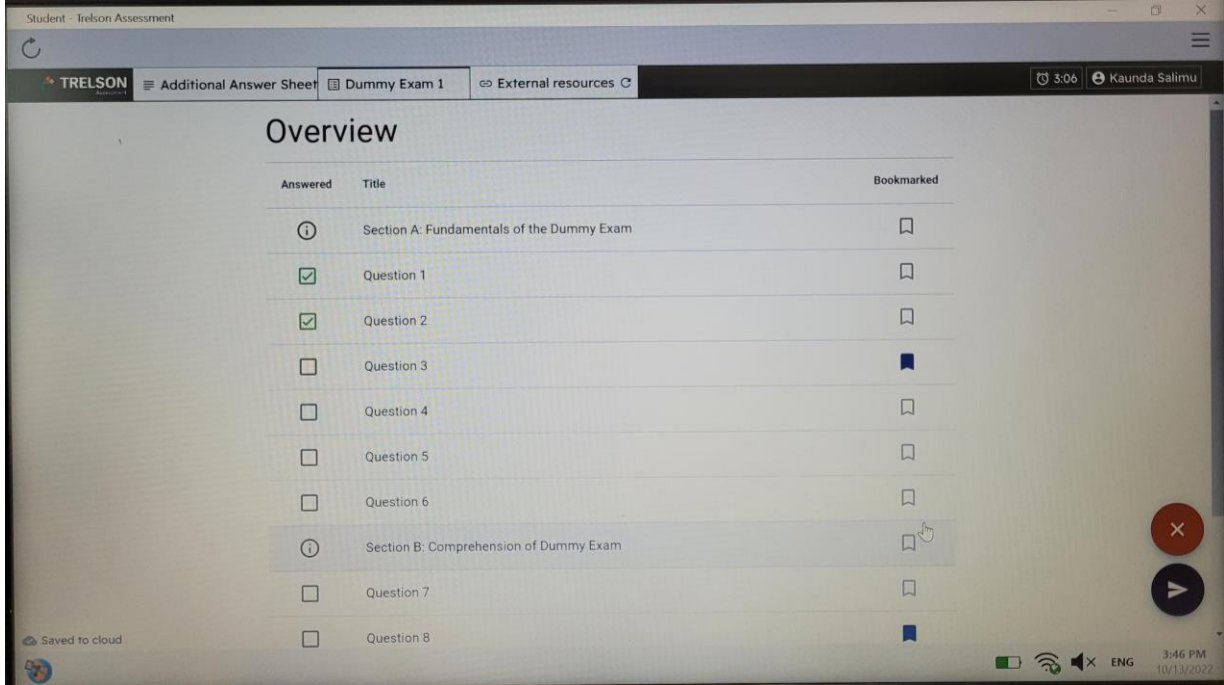 Student - Trelson Assessment
TRELSON
Additional Answer Sheet
Dummy Exam 1
External resources
3:06
Kaunda Salimu
Overview
Answered Title Bookmarked
Section A: Fundamentals of the Dummy Exam
Question 1
Question 2
Question 3
Question 4
Question 5
Question 6
Section B: Comprehension of Dummy Exam
Question 7
Question 8
Saved to cloud
ENG
3:46 PM
10/13/2022